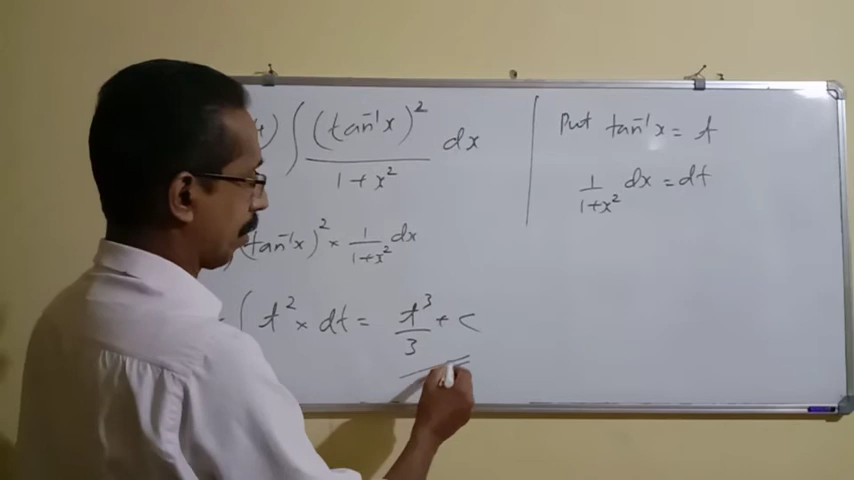 ∫ (tan⁻¹x)² / 1+x² dx
Put tan⁻¹x = t
1/1+x² dx = dt
(tan⁻¹x)² × 1/1+x² dx
= ∫ t² × dt = t³/3 + c